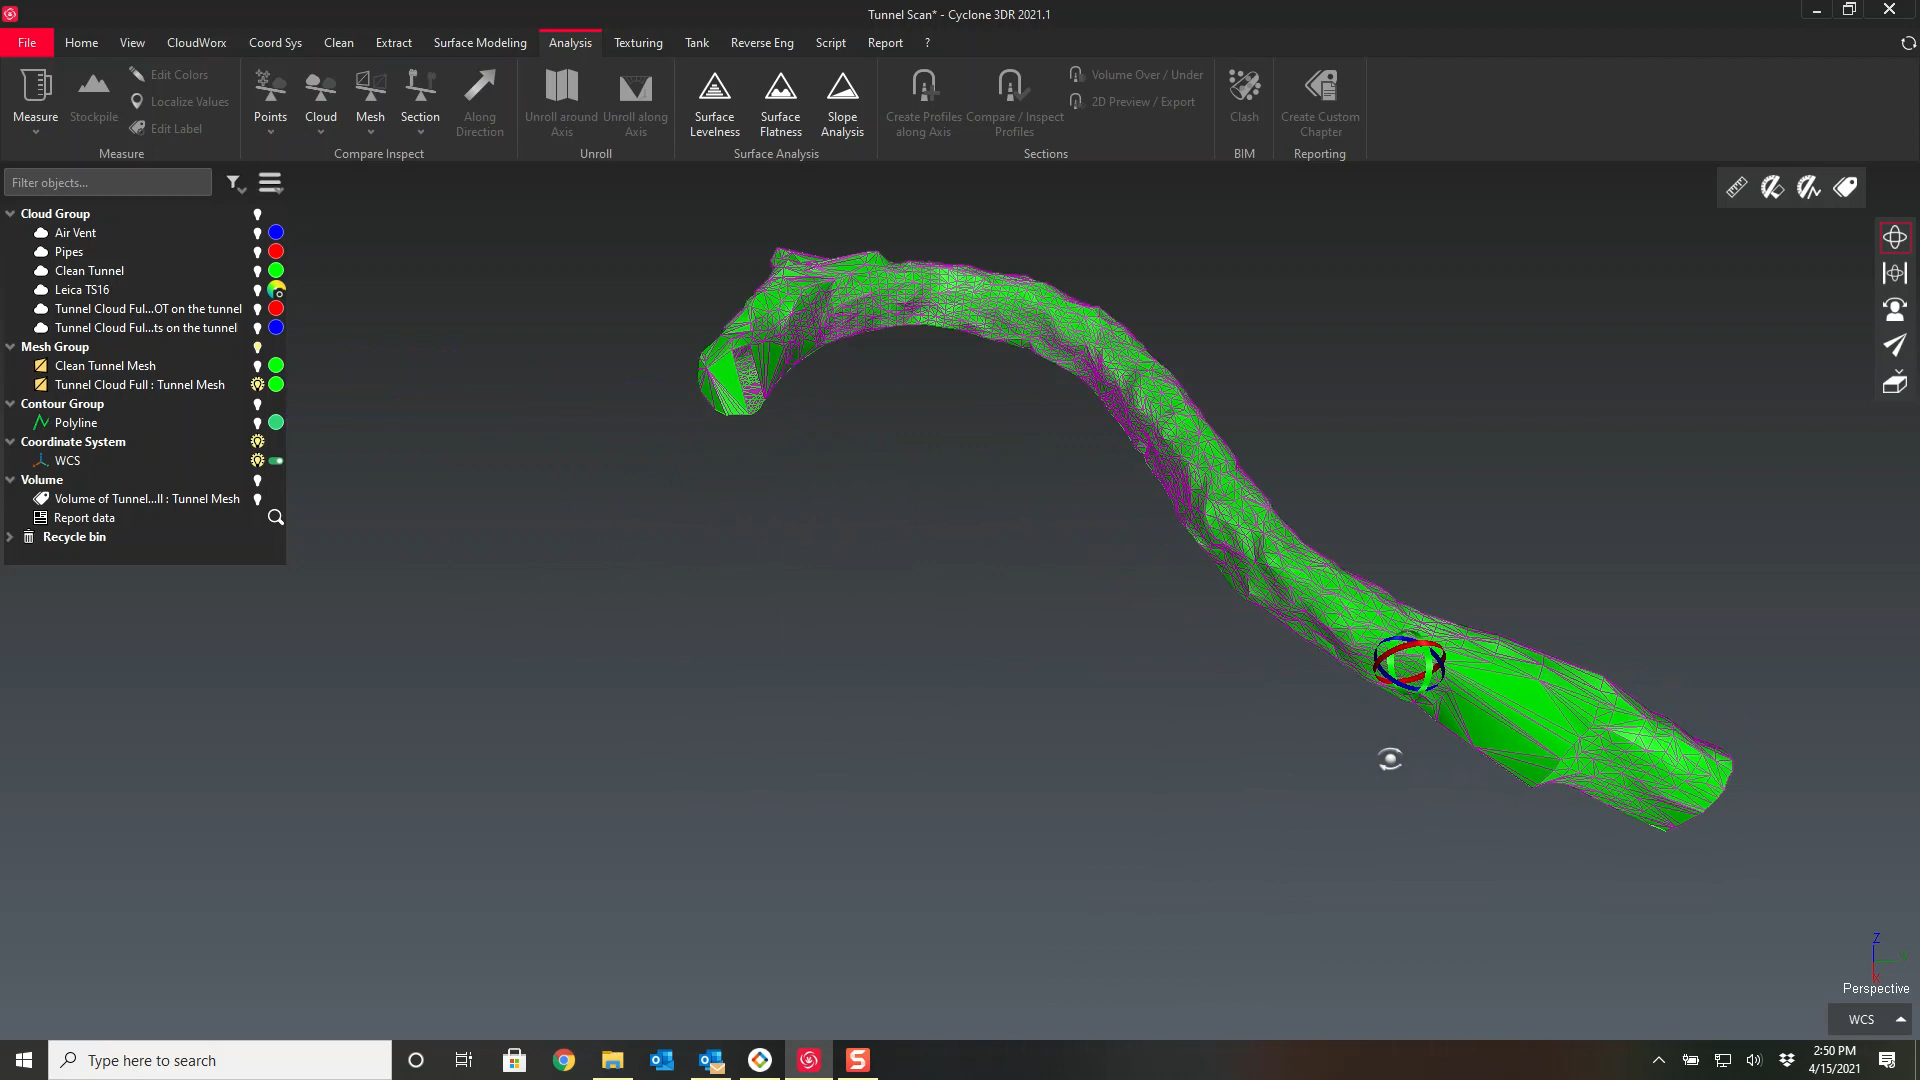 Tunnel Scan* - Cyclone 3DR 2021.1
File Home View CloudWorx Coord Sys Clean Extract Surface Modeling Analysis Texturing Tank Reverse Eng Script Report ?
Measure
Stockpile
Edit Colors
Localize Values
Edit Label
Measure
Points
Cloud
Mesh
Section
Along
Direction
Compare Inspect
Unroll around
Axis
Unroll along
Axis
Unroll
Surface
Levelness
Surface
Flatness
Slope
Analysis
Surface Analysis
Create Profiles
along Axis
Compare / Inspect
Profiles
Volume Over / Under
2D Preview / Export
Sections
Clash
BIM
Create Custom
Chapter
Reporting
Filter objects...
Cloud Group
Air Vent
Pipes
Clean Tunnel
Leica TS16
Tunnel Cloud Ful...OT on the tunnel
Tunnel Cloud Ful...ts on the tunnel
Mesh Group
Clean Tunnel Mesh
Tunnel Cloud Full : Tunnel Mesh
Contour Group
Polyline
Coordinate System
WCS
Volume
Volume of Tunnel...ll : Tunnel Mesh
Report data
Recycle bin
Z
Perspective
WCS
Type here to search
2:50 PM
4/15/2021